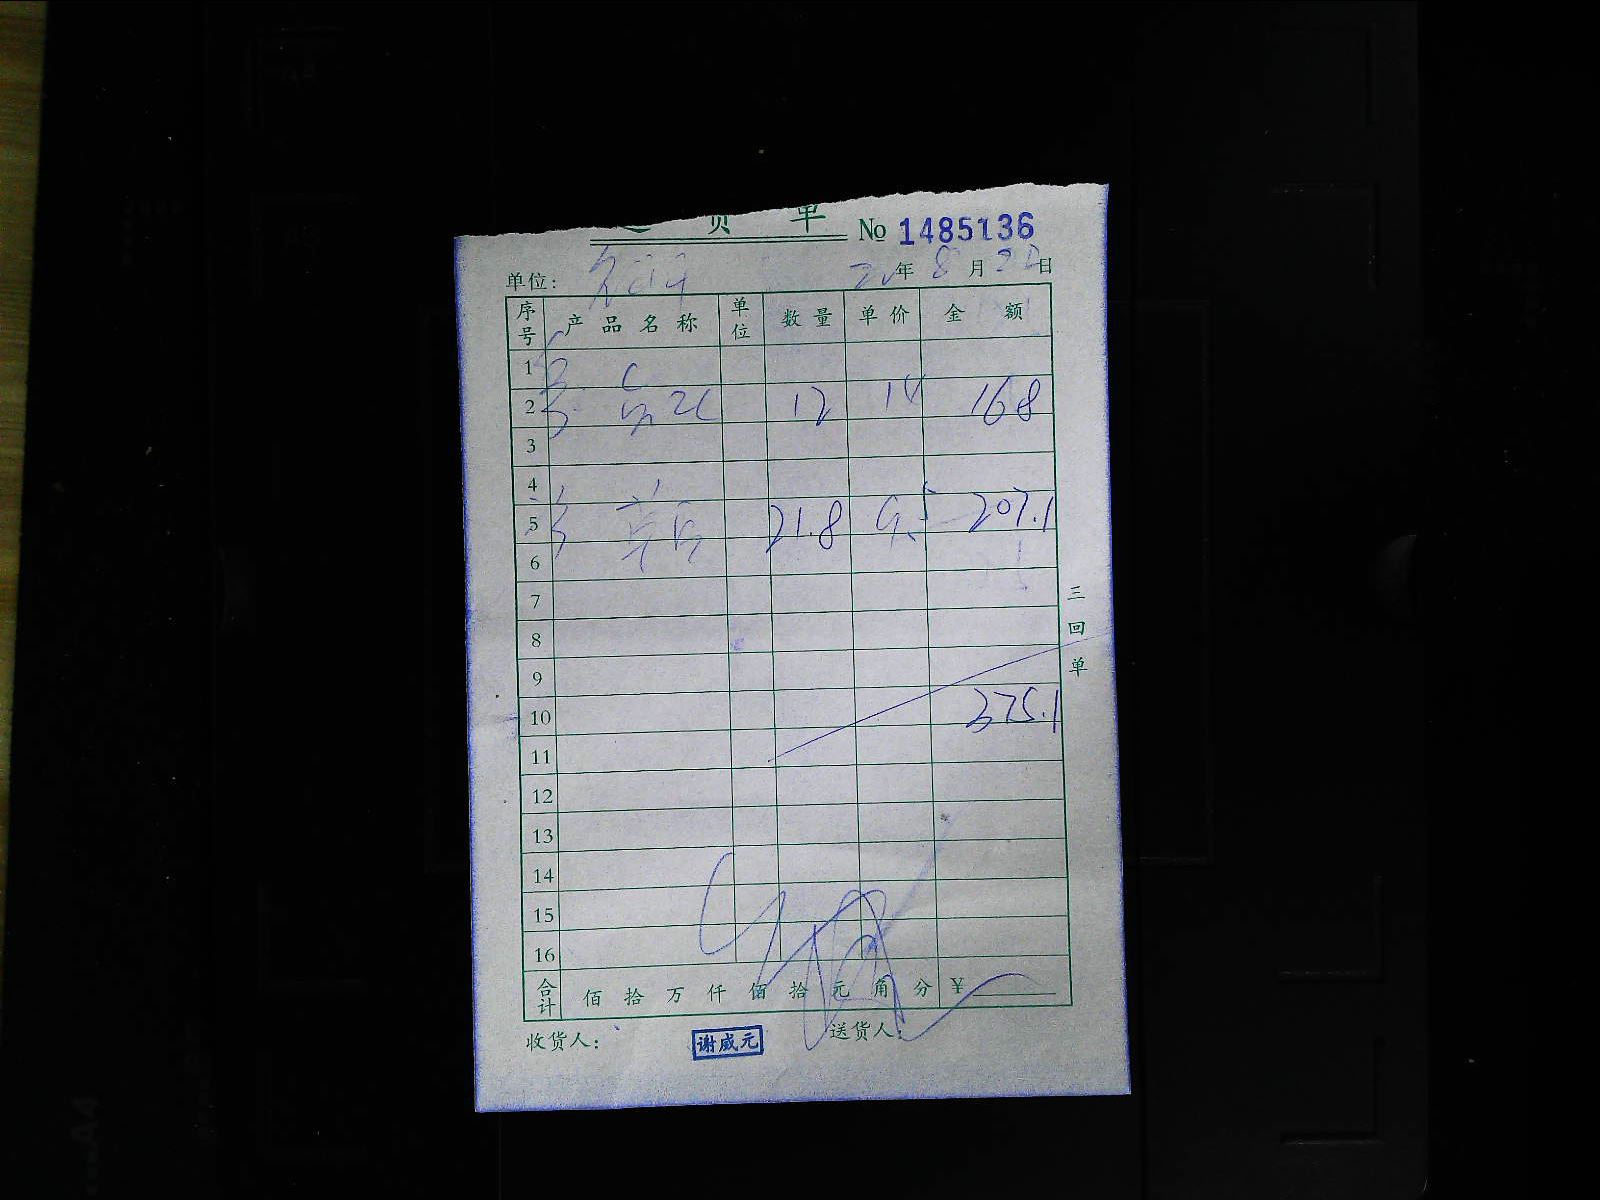 货 单 № 1485136
单位： 年 8 月 日
序号 产品名称 单位 数量 单价 金额
1
2 12 14 168
3
4
5 21.8 9.5 207.1
6
7
8
9
10 375.1
11
12
13
14
15
16
合计 佰 拾 万 仟 佰 拾 元 角 分 ¥
收货人： 谢威元 送货人：
三回单